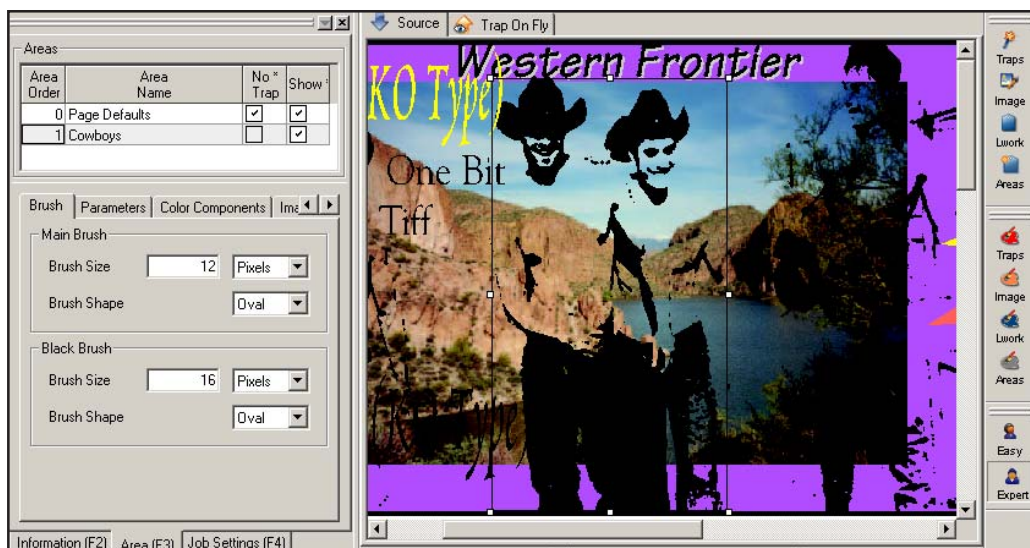 Areas
Area Order Area Name No Trap Show
0 Page Defaults
1 Cowboys
Brush Parameters Color Components Ima
Main Brush
Brush Size 12 Pixels
Brush Shape Oval
Black Brush
Brush Size 16 Pixels
Brush Shape Oval
Information (F2) Area (F3) Job Settings (F4)
Source Trap On Fly
Western Frontier
KO Type)
One Bit
Tiff
Traps
Image
Lwork
Areas
Traps
Image
Lwork
Areas
Easy
Expert